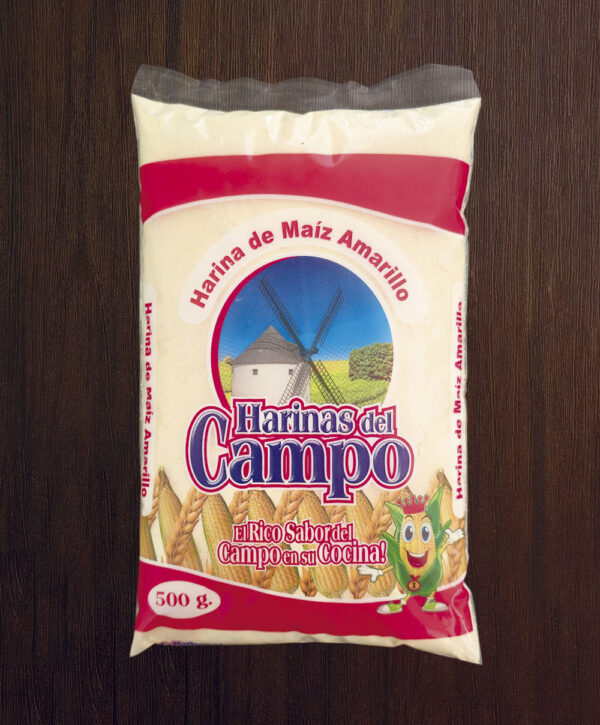 Harina de Maíz Amarillo
Harina de Maíz Amarillo
Harina de Maíz Amarillo
Harinas del
Campo
El Rico Sabor del
Campo en su Cocina!
500 g.